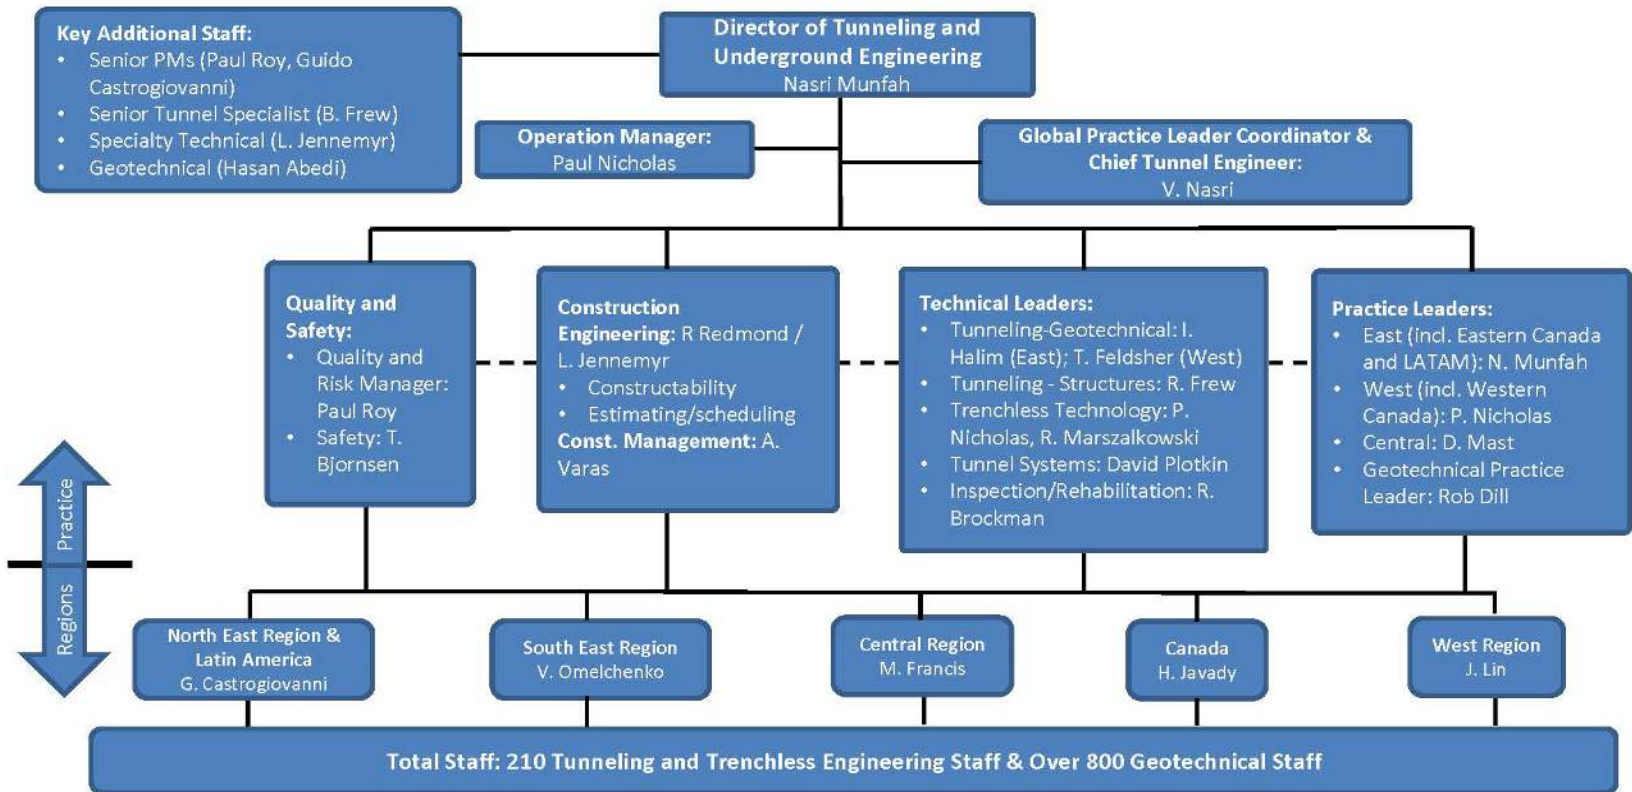 Key Additional Staff:
• Senior PMs (Paul Roy, Guido
Castrogiovanni)
• Senior Tunnel Specialist (B. Frew)
• Specialty Technical (L. Jennemyr)
• Geotechnical (Hasan Abedi)
Director of Tunneling and
Underground Engineering
Nasri Munfah
Operation Manager:
Paul Nicholas
Global Practice Leader Coordinator &
Chief Tunnel Engineer:
V. Nasri
Quality and
Safety:
• Quality and
Risk Manager:
Paul Roy
• Safety: T.
Bjornsen
Construction
Engineering: R Redmond /
L. Jennemyr
• Constructability
• Estimating/scheduling
Const. Management: A.
Varas
Technical Leaders:
• Tunneling-Geotechnical: I.
Halim (East); T. Feldsher (West)
• Tunneling - Structures: R. Frew
• Trenchless Technology: P.
Nicholas, R. Marszalkowski
• Tunnel Systems: David Plotkin
• Inspection/Rehabilitation: R.
Brockman
Practice Leaders:
• East (incl. Eastern Canada
and LATAM): N. Munfah
• West (incl. Western
Canada): P. Nicholas
• Central: D. Mast
• Geotechnical Practice
Leader: Rob Dill
Practice
Regions
North East Region &
Latin America
G. Castrogiovanni
South East Region
V. Omelchenko
Central Region
M. Francis
Canada
H. Javady
West Region
J. Lin
Total Staff: 210 Tunneling and Trenchless Engineering Staff & Over 800 Geotechnical Staff